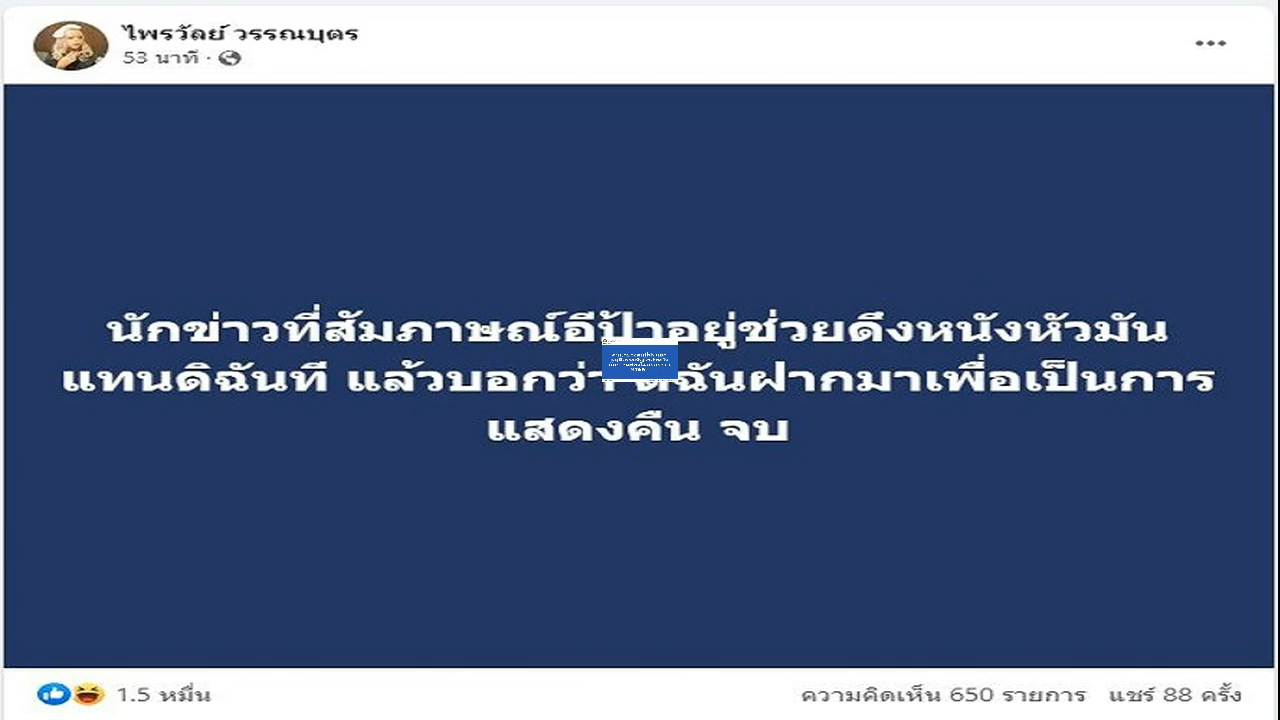 ไพรวัลย์ วรรณบุตร
53 นาที ·
นักข่าวที่สัมภาษณ์อีป้าอยู่ช่วยดึงหนังหัวมัน
แทนดิฉันที แล้วบอกว่า ดิฉันฝากมาเพื่อเป็นการ
แสดงคืน จบ
1.5 หมื่น
ความคิดเห็น 650 รายการ แชร์ 88 ครั้ง